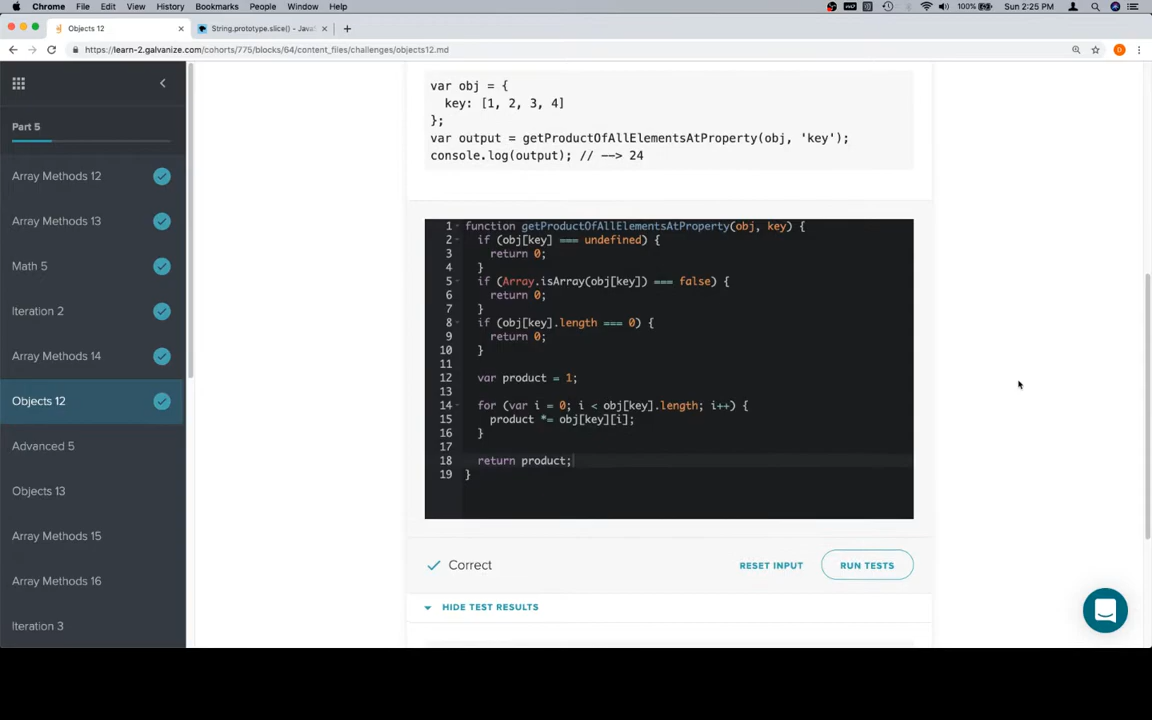 Chrome File Edit View History Bookmarks People Window Help
100% Sun 2:25 PM
Objects 12
String.prototype.slice() - Java
https://learn-2.galvanize.com/cohorts/775/blocks/64/content_files/challenges/objects12.md
Part 5
Array Methods 12
Array Methods 13
Math 5
Iteration 2
Array Methods 14
Objects 12
Advanced 5
Objects 13
Array Methods 15
Array Methods 16
Iteration 3
var obj = {
key: [1, 2, 3, 4]
};
var output = getProductOfAllElementsAtProperty(obj, 'key');
console.log(output); // --> 24
1 function getProductOfAllElementsAtProperty(obj, key) {
2 if (obj[key] === undefined) {
3 return 0;
4 }
5 if (Array.isArray(obj[key]) === false) {
6 return 0;
7 }
8 if (obj[key].length === 0) {
9 return 0;
10 }
11
12 var product = 1;
13
14 for (var i = 0; i < obj[key].length; i++) {
15 product *= obj[key][i];
16 }
17
18 return product;
19 }
Correct
RESET INPUT
RUN TESTS
HIDE TEST RESULTS